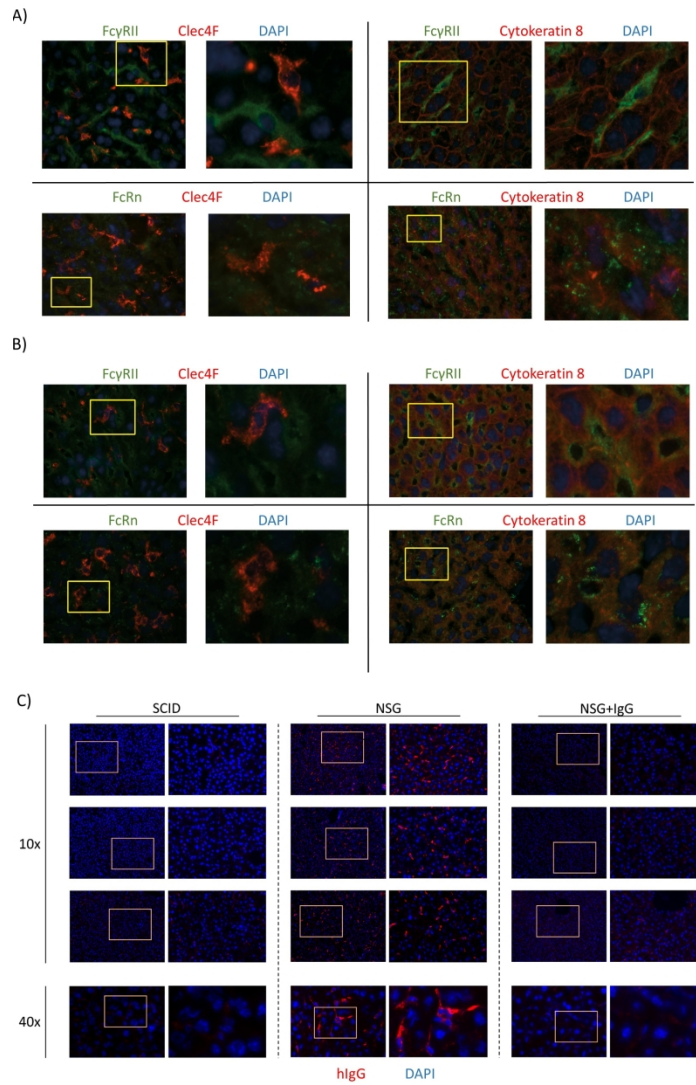 A)
FcγRII Clec4F DAPI
FcγRII Cytokeratin 8 DAPI
FcRn Clec4F DAPI
FcRn Cytokeratin 8 DAPI
B)
FcγRII Clec4F DAPI
FcγRII Cytokeratin 8 DAPI
FcRn Clec4F DAPI
FcRn Cytokeratin 8 DAPI
C)
SCID NSG NSG+IgG
10x
40x
hIgG DAPI